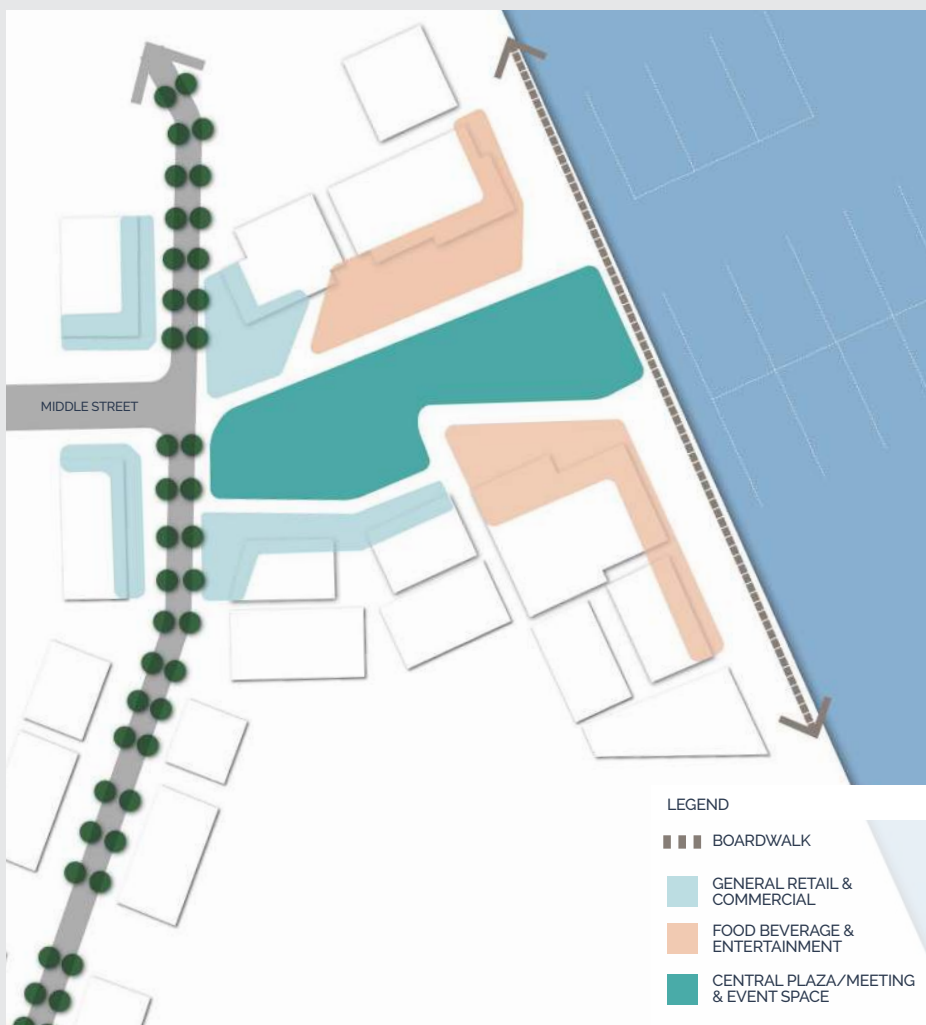 MIDDLE STREET
LEGEND
BOARDWALK
GENERAL RETAIL &
COMMERCIAL
FOOD BEVERAGE &
ENTERTAINMENT
CENTRAL PLAZA/MEETING
& EVENT SPACE